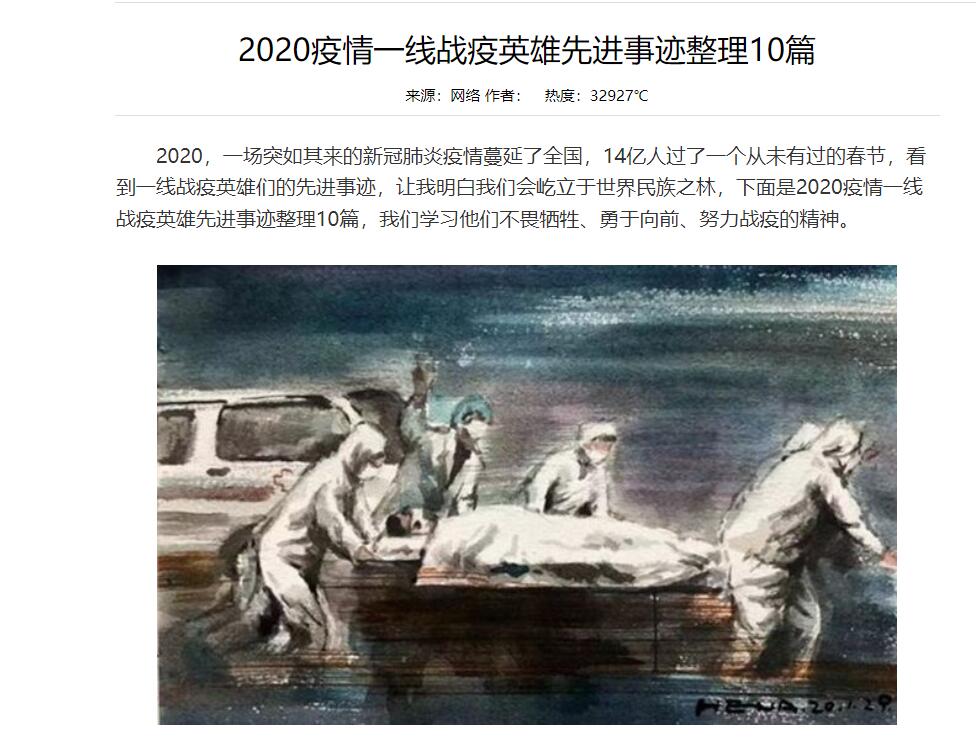 2020疫情一线战疫英雄先进事迹整理10篇
来源：网络 作者： 热度：32927℃
2020，一场突如其来的新冠肺炎疫情蔓延了全国，14亿人过了一个从未有过的春节，看
到一线战疫英雄们的先进事迹，让我明白我们会屹立于世界民族之林，下面是2020疫情一线
战疫英雄先进事迹整理10篇，我们学习他们不畏牺牲、勇于向前、努力战疫的精神。
HENA.20.1.29.